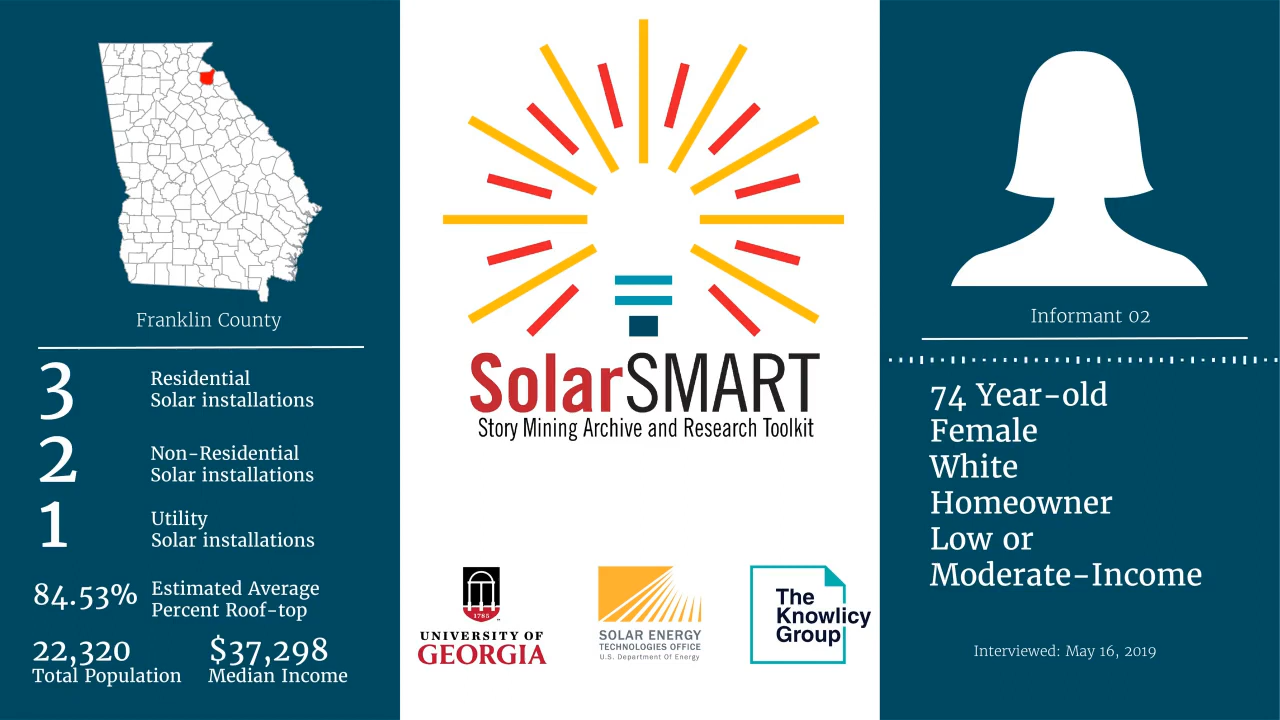 Franklin County
3
Residential
Solar installations
2
Non-Residential
Solar installations
1
Utility
Solar installations
84.53%
Estimated Average
Percent Roof-top
22,320
Total Population
$37,298
Median Income
SolarSMART
Story Mining Archive and Research Toolkit
1785
UNIVERSITY OF
GEORGIA
SOLAR ENERGY
TECHNOLOGIES OFFICE
U.S. Department Of Energy
The
Knowlicy
Group
Informant 02
74 Year-old
Female
White
Homeowner
Low or
Moderate-Income
Interviewed: May 16, 2019